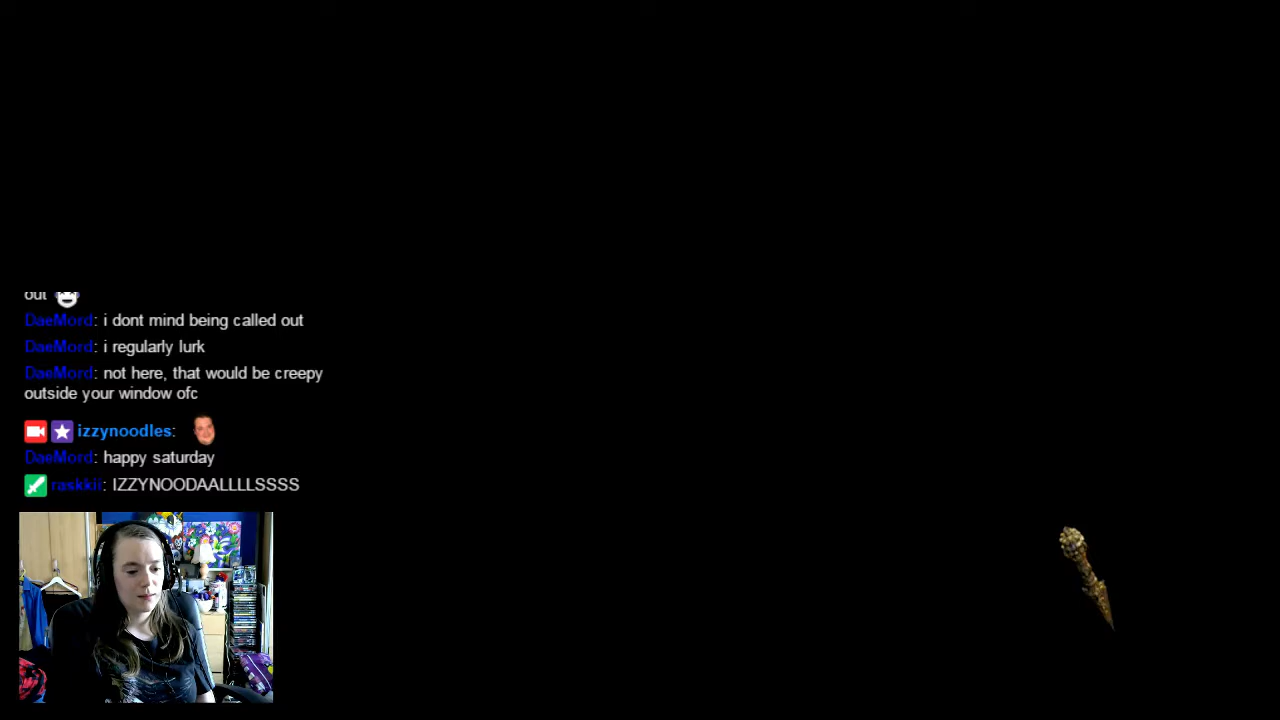 out
DaeMord: i dont mind being called out
DaeMord: i regularly lurk
DaeMord: not here, that would be creepy
outside your window ofc
izzynoodles:
DaeMord: happy saturday
raskkii: IZZYNOODAALLLLSSSS